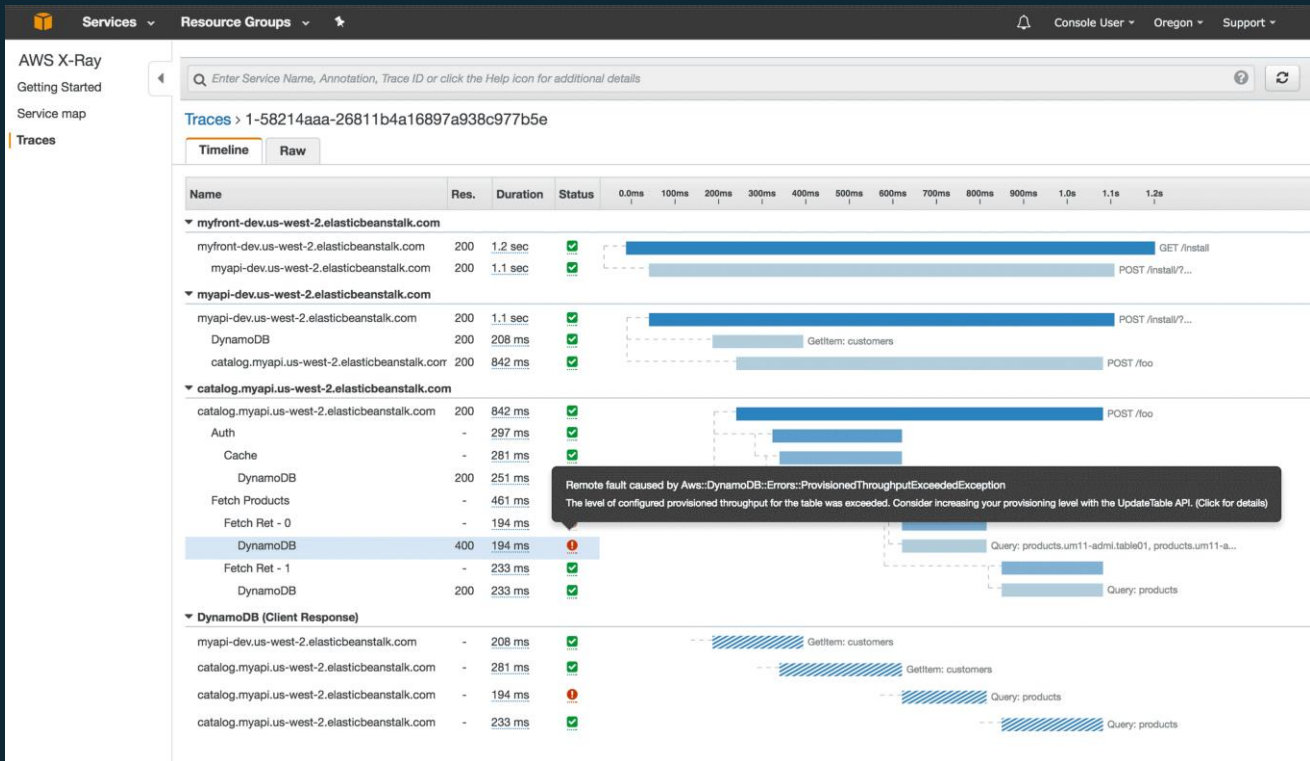 Services Resource Groups Console User Oregon Support
AWS X-Ray
Getting Started
Service map
Traces
Enter Service Name, Annotation, Trace ID or click the Help icon for additional details
Traces > 1-58214aaa-26811b4a16897a938c977b5e
Timeline Raw
Name Res. Duration Status 0.0ms 100ms 200ms 300ms 400ms 500ms 600ms 700ms 800ms 900ms 1.0s 1.1s 1.2s
myfront-dev.us-west-2.elasticbeanstalk.com
myfront-dev.us-west-2.elasticbeanstalk.com 200 1.2 sec GET /install
myapi-dev.us-west-2.elasticbeanstalk.com 200 1.1 sec POST /install/?...
myapi-dev.us-west-2.elasticbeanstalk.com
myapi-dev.us-west-2.elasticbeanstalk.com 200 1.1 sec POST /install/?...
DynamoDB 200 208 ms GetItem: customers
catalog.myapi.us-west-2.elasticbeanstalk.com 200 842 ms POST /foo
catalog.myapi.us-west-2.elasticbeanstalk.com
catalog.myapi.us-west-2.elasticbeanstalk.com 200 842 ms POST /foo
Auth - 297 ms
Cache - 281 ms
DynamoDB 200 251 ms
Remote fault caused by Aws::DynamoDB::Errors::ProvisionedThroughputExceededException
The level of configured provisioned throughput for the table was exceeded. Consider increasing your provisioning level with the UpdateTable API. (Click for details)
Fetch Products - 461 ms
Fetch Ret - 0 - 194 ms
DynamoDB 400 194 ms Query: products.um11-admi.table01, products.um11-a...
Fetch Ret - 1 - 233 ms
DynamoDB 200 233 ms Query: products
DynamoDB (Client Response)
myapi-dev.us-west-2.elasticbeanstalk.com - 208 ms GetItem: customers
catalog.myapi.us-west-2.elasticbeanstalk.com - 281 ms GetItem: customers
catalog.myapi.us-west-2.elasticbeanstalk.com - 194 ms Query: products
catalog.myapi.us-west-2.elasticbeanstalk.com - 233 ms Query: products